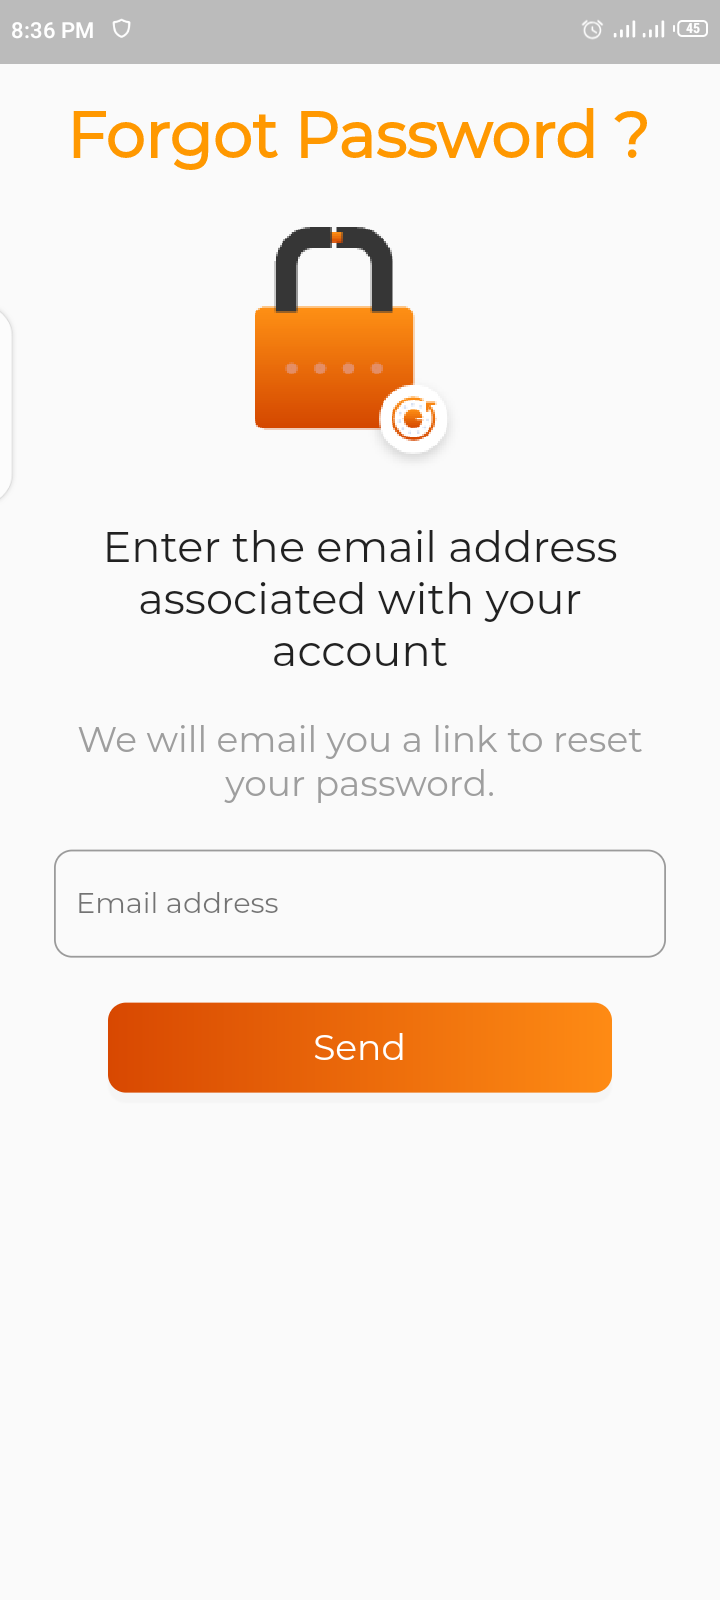 8:36 PM 45
Forgot Password ?
Enter the email address
associated with your
account
We will email you a link to reset
your password.
Email address
Send